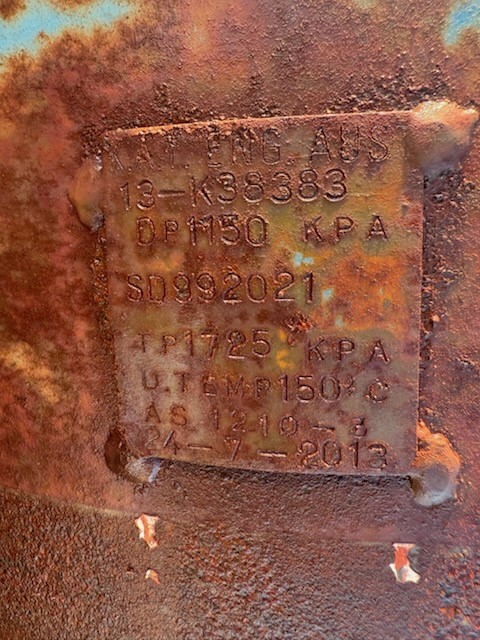 K.A.T. ENG. AUS
13-K38383
DP1150 KPA
SD992021
TP1725 KPA
U.TEMP150°C
AS 1210-3
24-7-2013